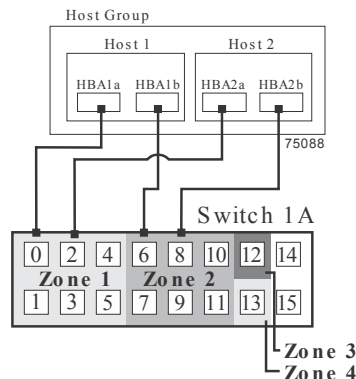 Host Group
Host 1 Host 2
HBA1a HBA1b HBA2a HBA2b
75088
Switch 1A
0 2 4 6 8 10 12 14
Zone 1 Zone 2
1 3 5 7 9 11 13 15
Zone 3
Zone 4